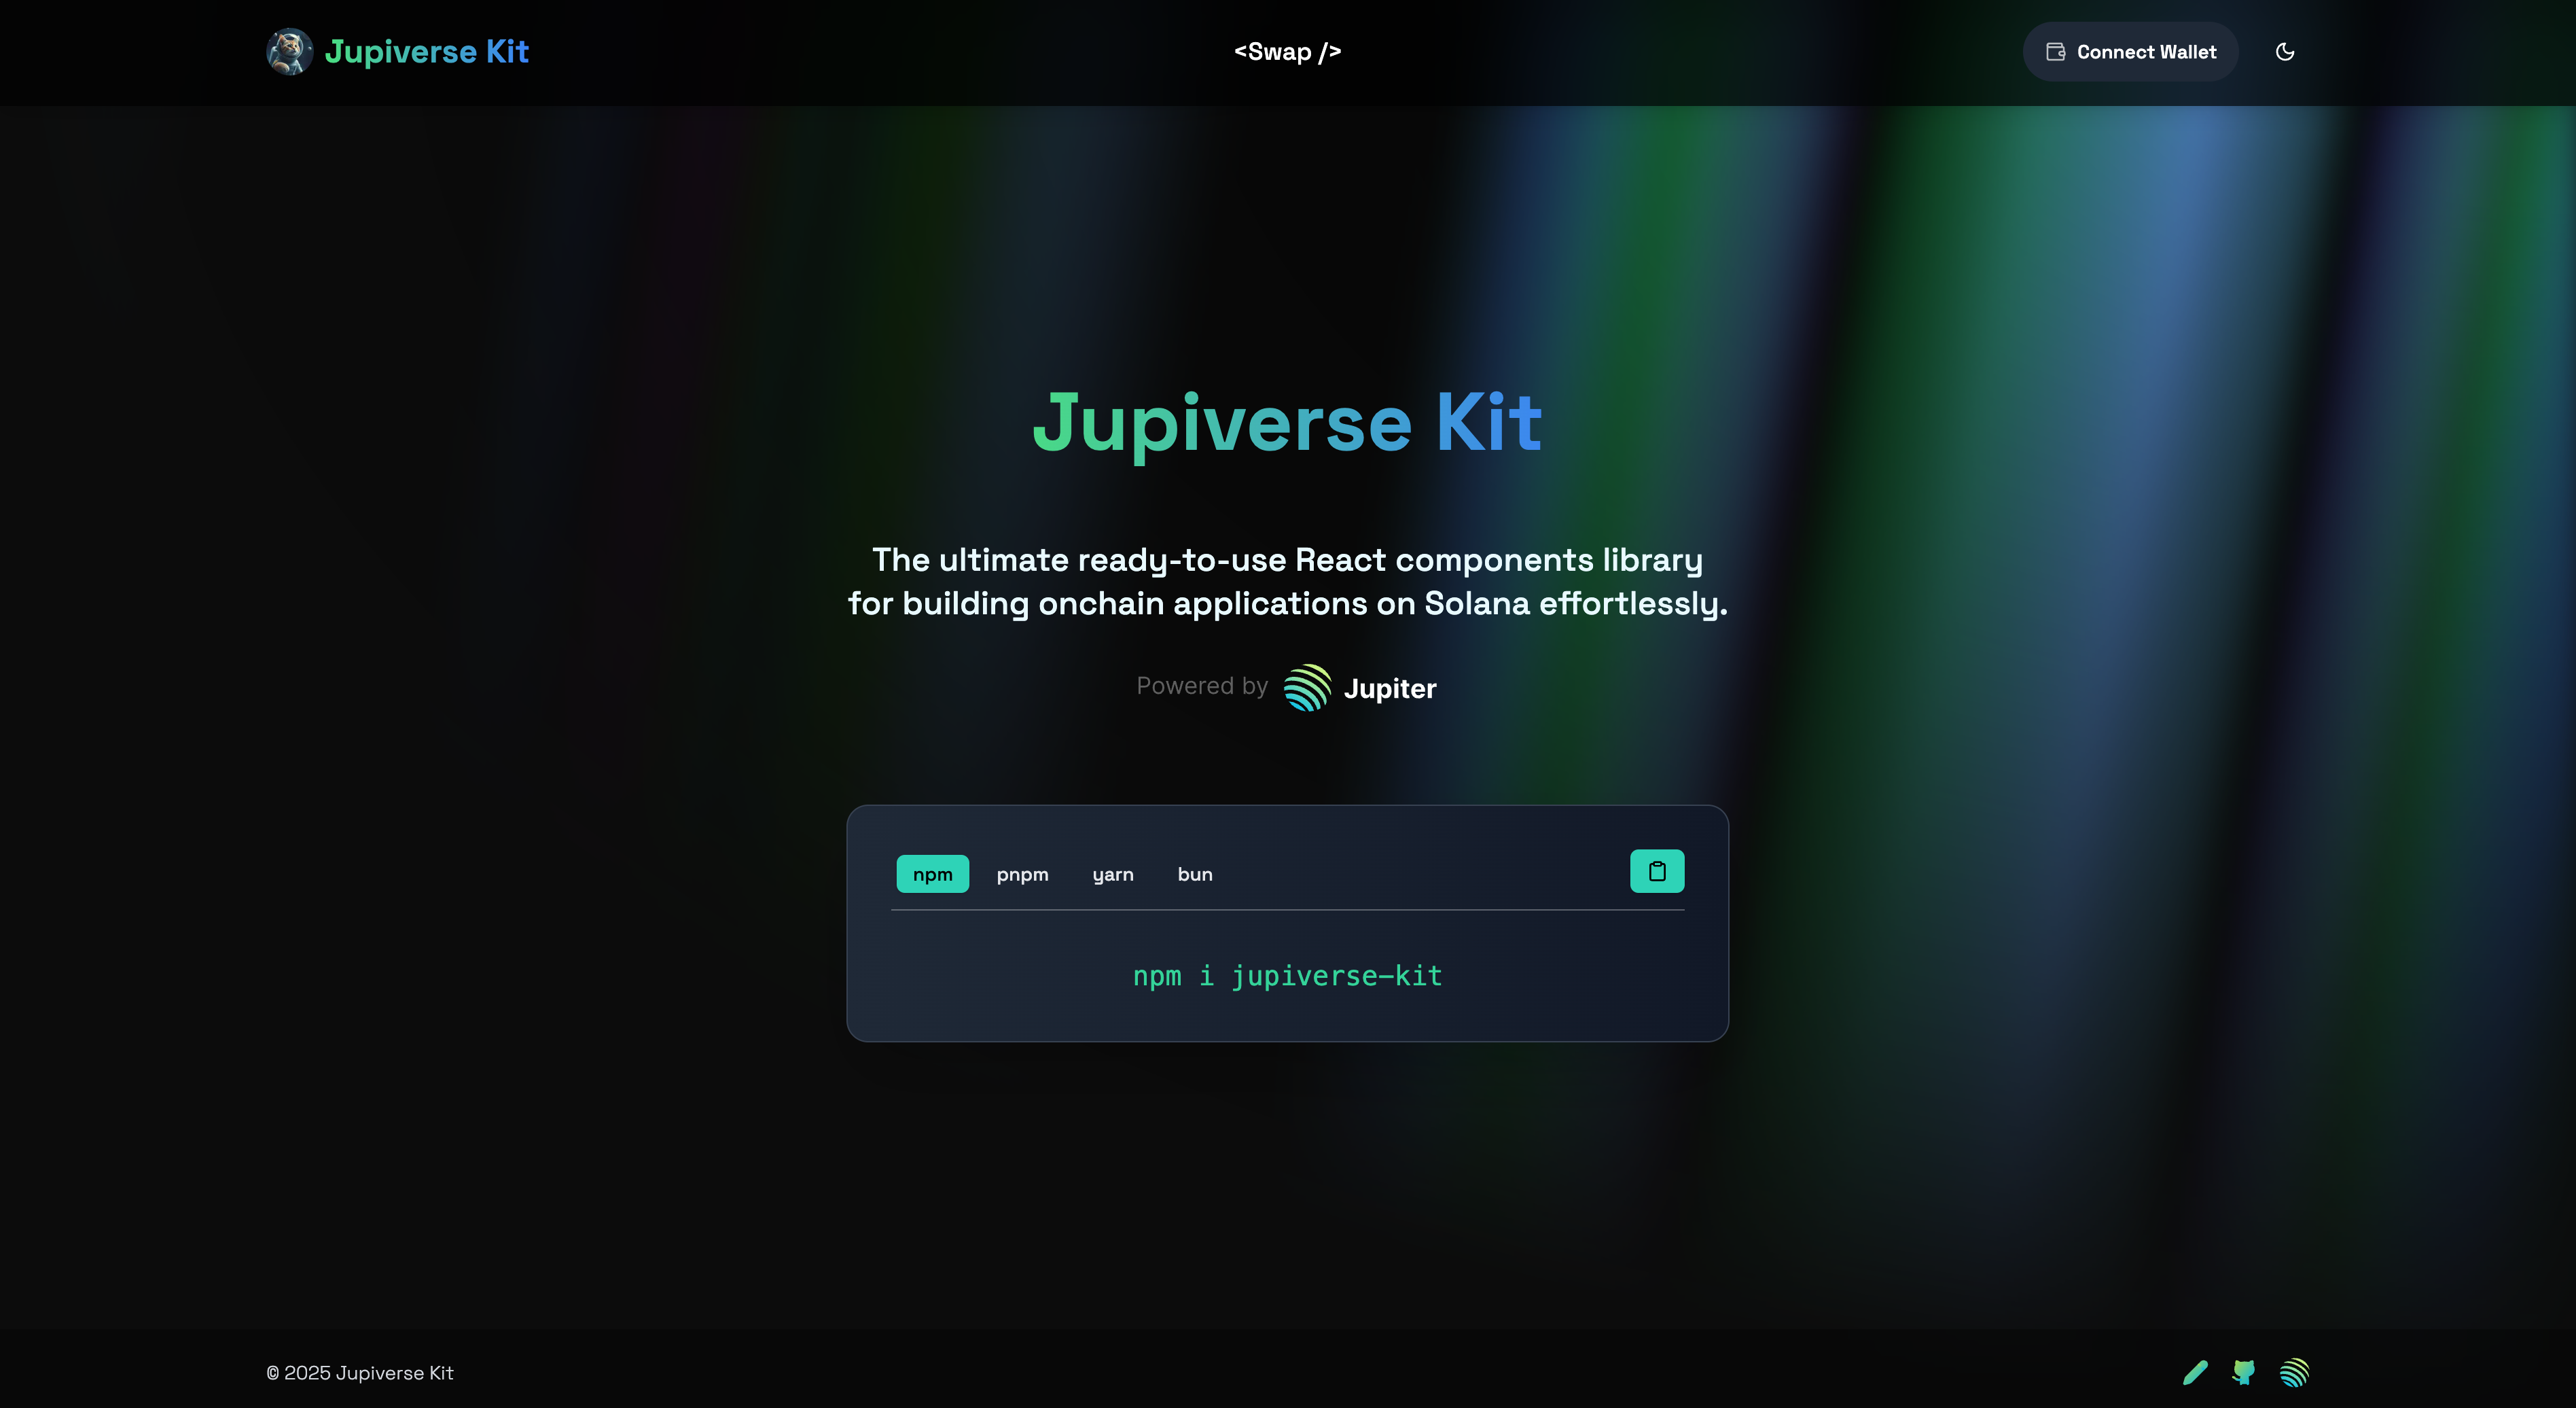 Jupiverse Kit
<Swap />
Connect Wallet
Jupiverse Kit
The ultimate ready-to-use React components library
for building onchain applications on Solana effortlessly.
Powered by Jupiter
npm pnpm yarn bun
npm i jupiverse-kit
© 2025 Jupiverse Kit